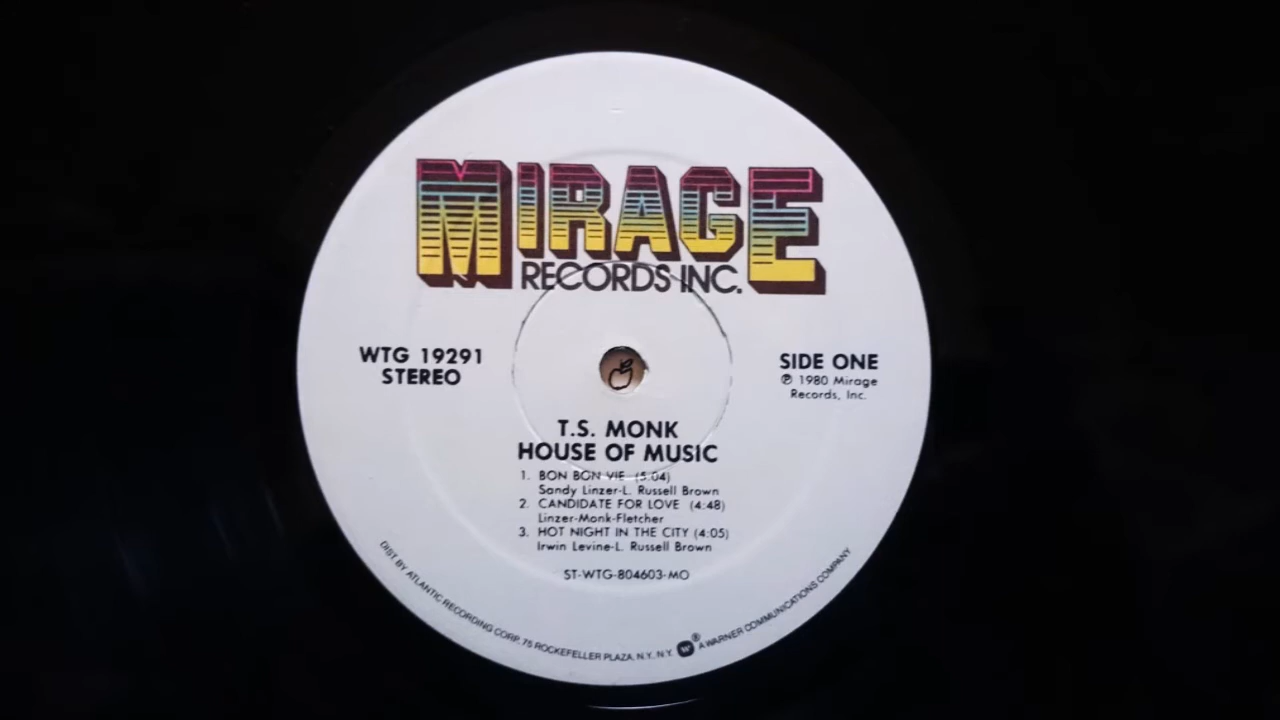 MIRAGE
RECORDS INC.
WTG 19291
STEREO
SIDE ONE
℗ 1980 Mirage
Records, Inc.
T.S. MONK
HOUSE OF MUSIC
1. BON BON VIE (5:04)
Sandy Linzer-L. Russell Brown
2. CANDIDATE FOR LOVE (4:48)
Linzer-Monk-Fletcher
3. HOT NIGHT IN THE CITY (4:05)
Irwin Levine-L. Russell Brown
ST-WTG-804603-MO
DIST. BY ATLANTIC RECORDING CORP. 75 ROCKEFELLER PLAZA, N.Y., N.Y. W ® A WARNER COMMUNICATIONS COMPANY